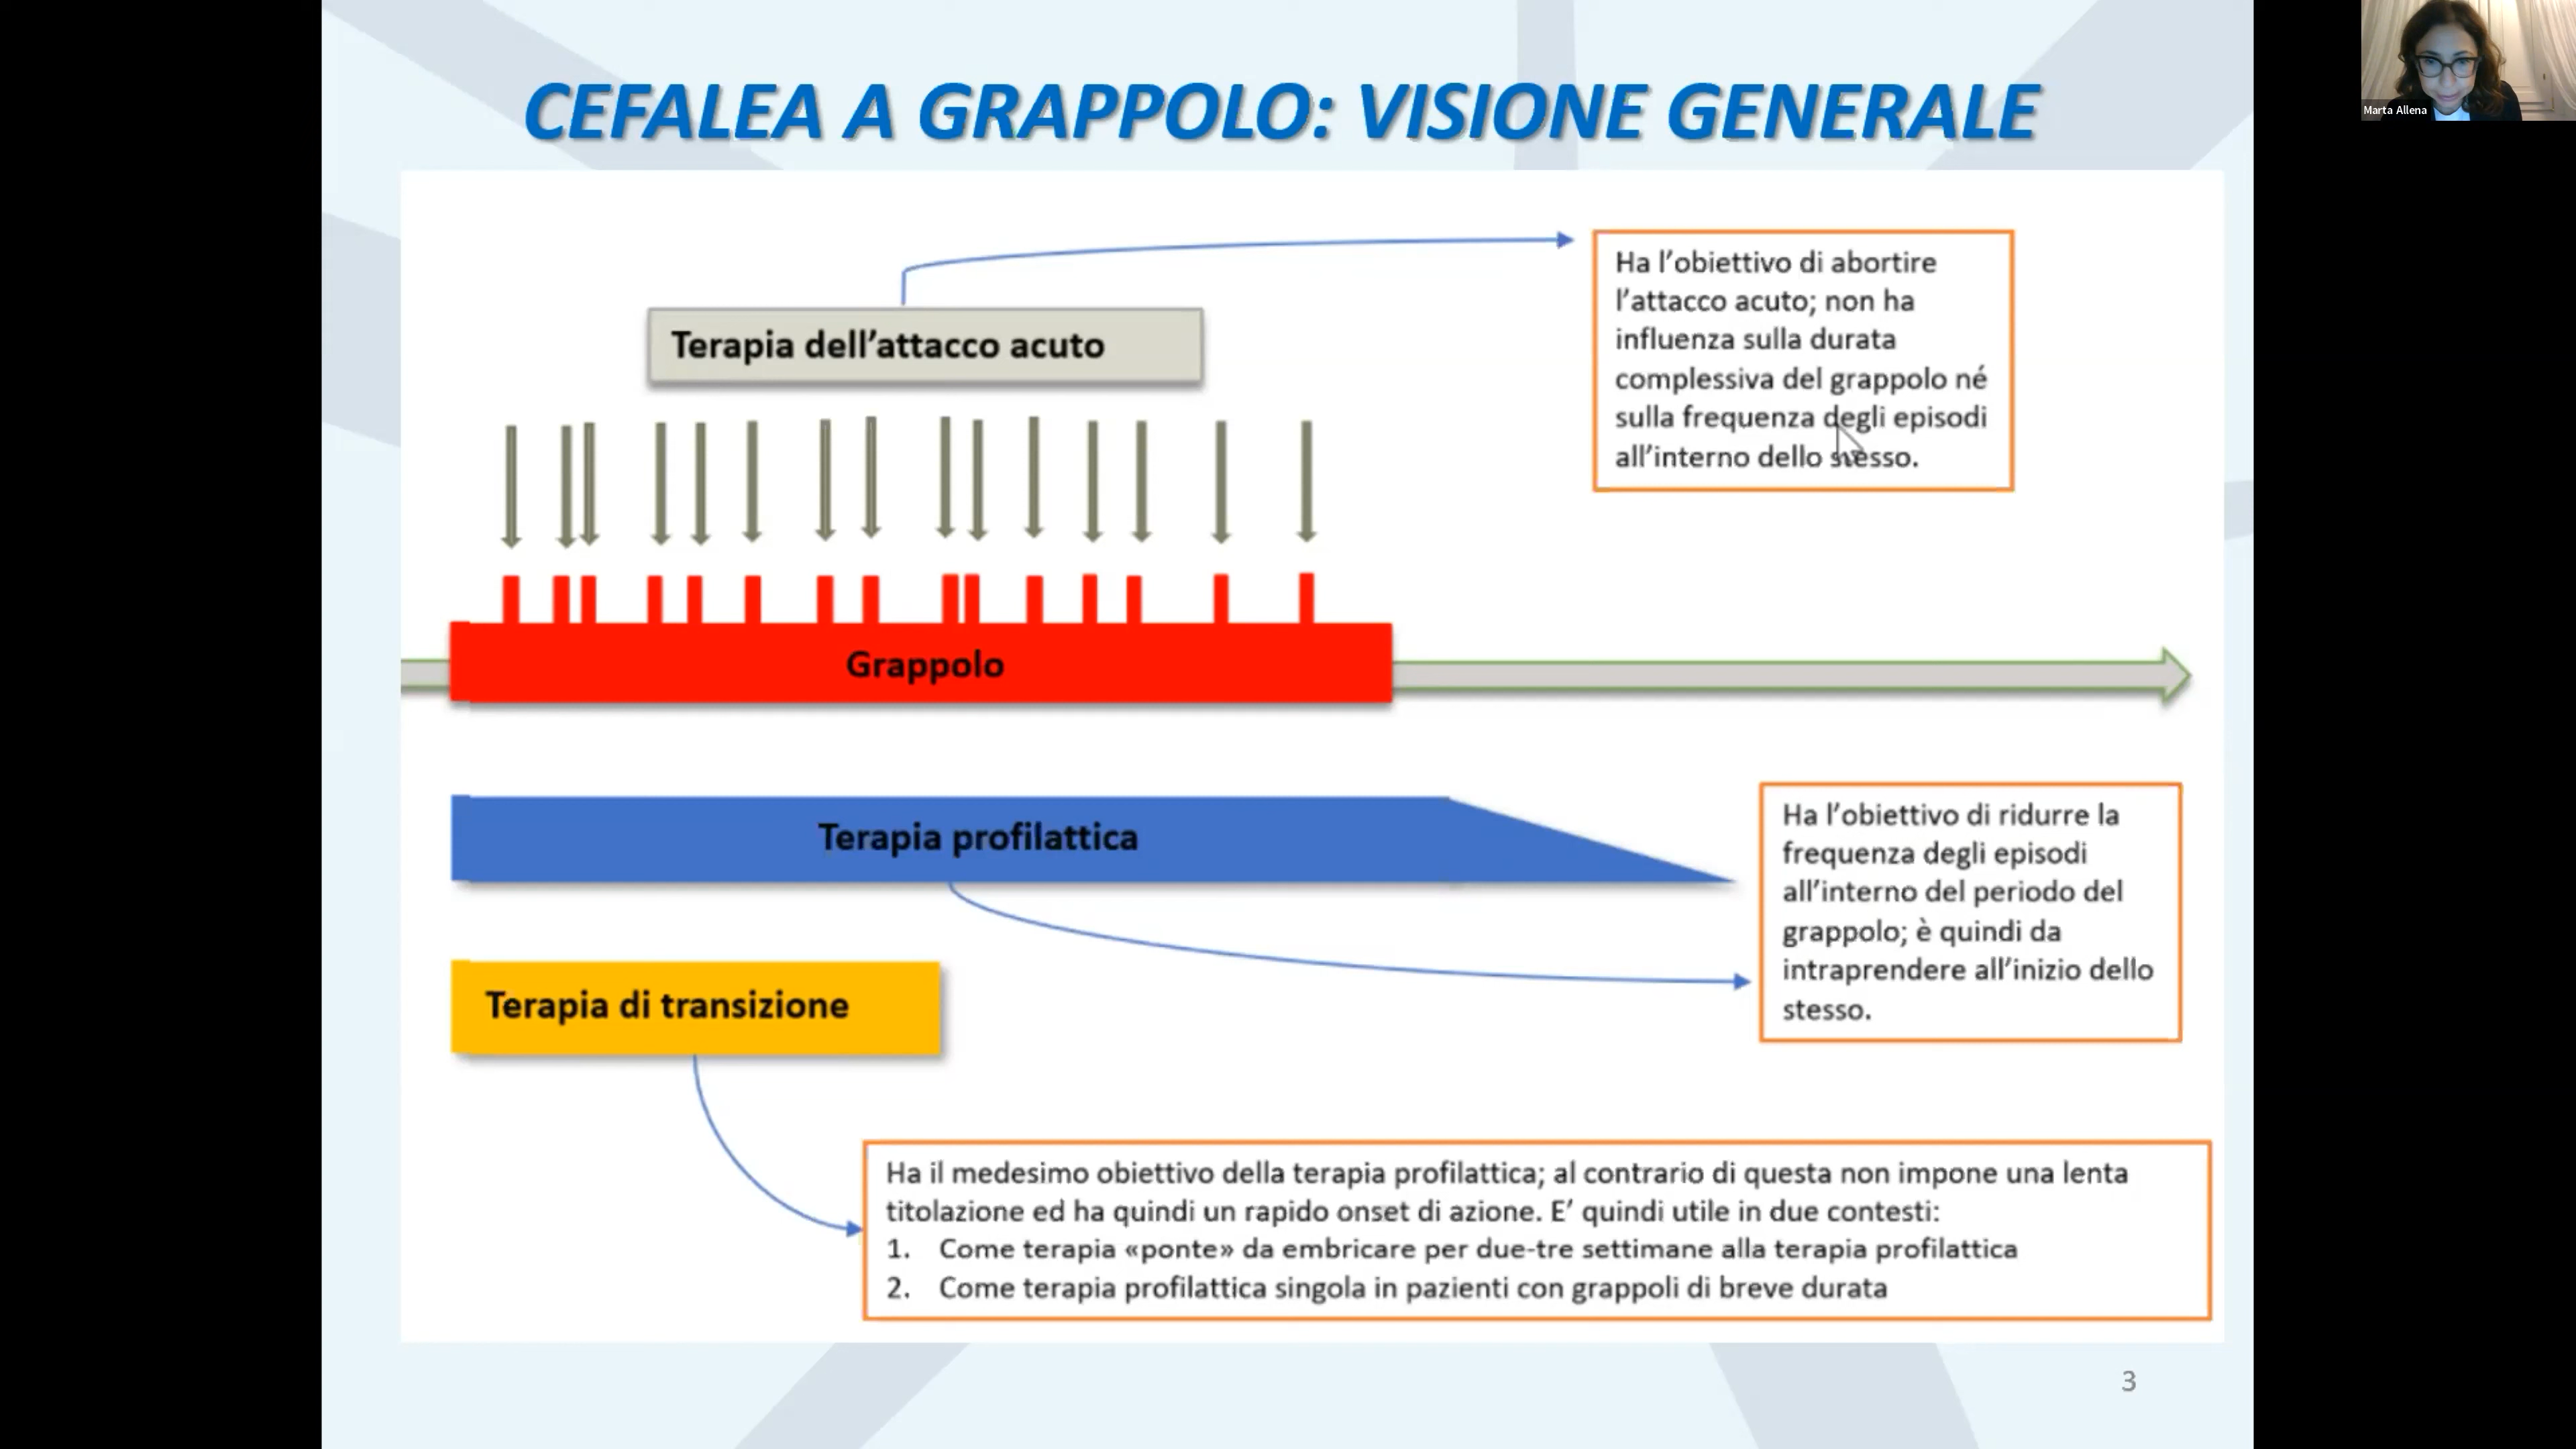 CEFALEA A GRAPPOLO: VISIONE GENERALE
Marta Allena
Ha l’obiettivo di abortire
l’attacco acuto; non ha
influenza sulla durata
complessiva del grappolo né
sulla frequenza degli episodi
all’interno dello stesso.
Terapia dell’attacco acuto
Grappolo
Terapia profilattica
Ha l’obiettivo di ridurre la
frequenza degli episodi
all’interno del periodo del
grappolo; è quindi da
intraprendere all’inizio dello
stesso.
Terapia di transizione
Ha il medesimo obiettivo della terapia profilattica; al contrario di questa non impone una lenta
titolazione ed ha quindi un rapido onset di azione. E’ quindi utile in due contesti:
1. Come terapia «ponte» da embricare per due-tre settimane alla terapia profilattica
2. Come terapia profilattica singola in pazienti con grappoli di breve durata
3